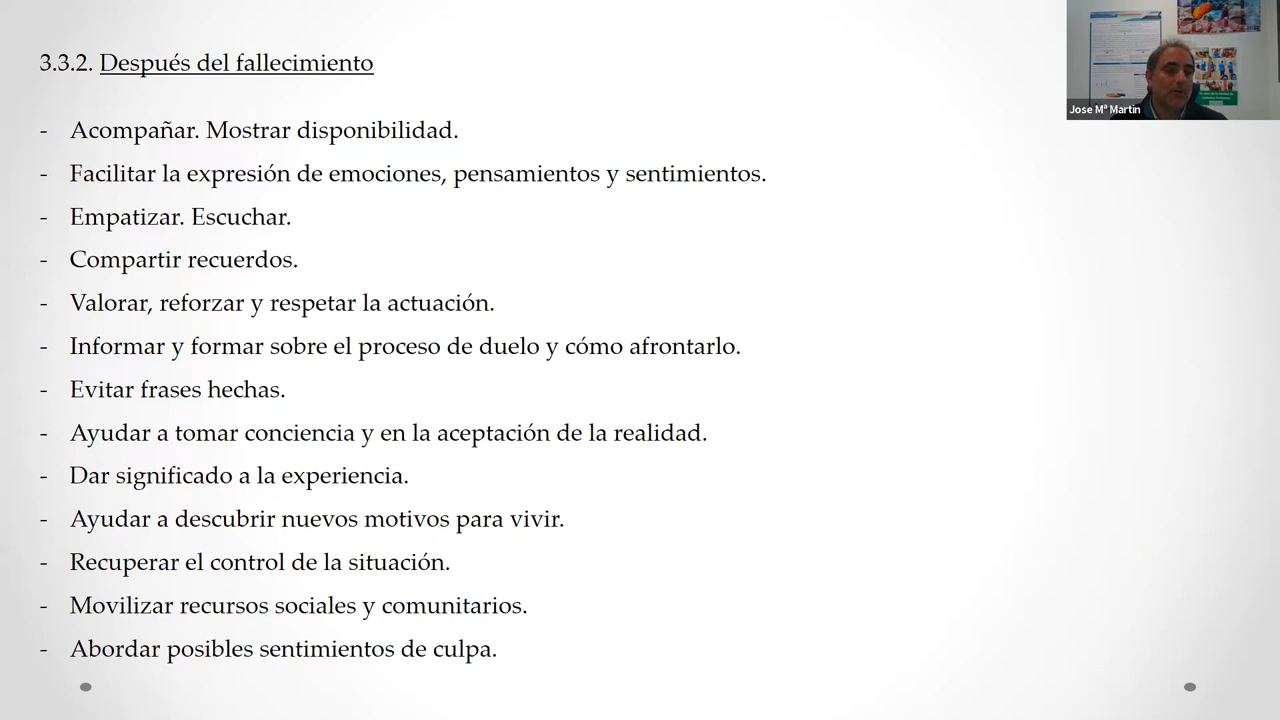 3.3.2. Después del fallecimiento
- Acompañar. Mostrar disponibilidad.
- Facilitar la expresión de emociones, pensamientos y sentimientos.
- Empatizar. Escuchar.
- Compartir recuerdos.
- Valorar, reforzar y respetar la actuación.
- Informar y formar sobre el proceso de duelo y cómo afrontarlo.
- Evitar frases hechas.
- Ayudar a tomar conciencia y en la aceptación de la realidad.
- Dar significado a la experiencia.
- Ayudar a descubrir nuevos motivos para vivir.
- Recuperar el control de la situación.
- Movilizar recursos sociales y comunitarios.
- Abordar posibles sentimientos de culpa.
Jose Mª Martin